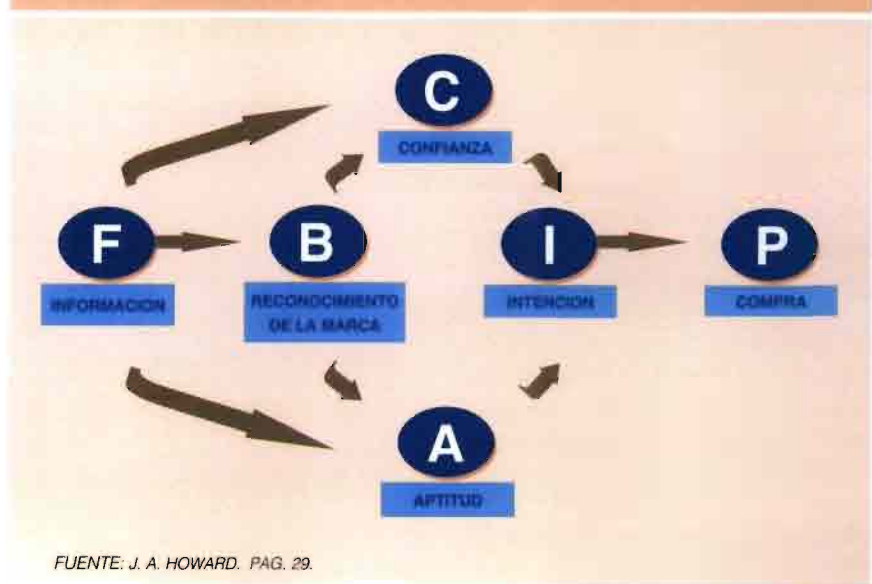 C
CONFIANZA
F
INFORMACION
B
RECONOCIMIENTO
DE LA MARCA
I
INTENCION
P
COMPRA
A
APTITUD
FUENTE: J. A. HOWARD. PAG. 29.